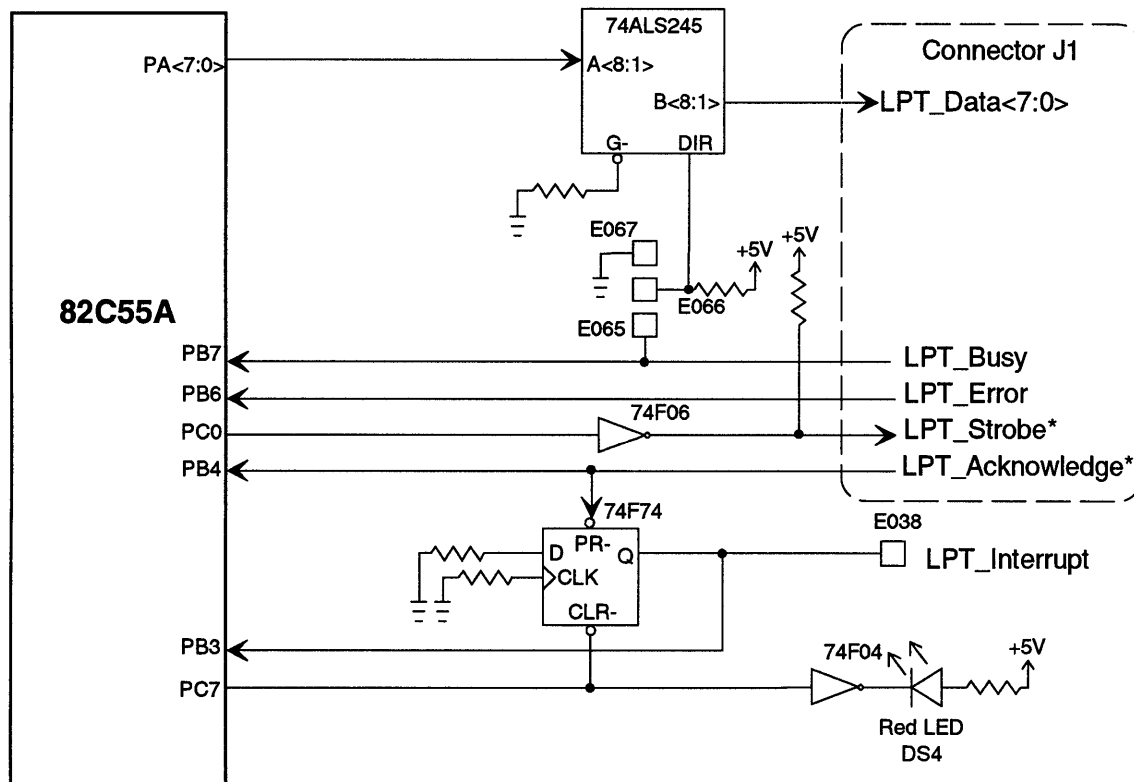 74ALS245
Connector J1
PA<7:0>
A<8:1>
B<8:1>
LPT_Data<7:0>
G-
DIR
E067
+5V
+5V
E066
82C55A
E065
PB7
LPT_Busy
PB6
LPT_Error
74F06
PC0
LPT_Strobe*
PB4
LPT_Acknowledge*
74F74
E038
D
PR-
Q
LPT_Interrupt
CLK
CLR-
PB3
74F04
+5V
PC7
Red LED
DS4